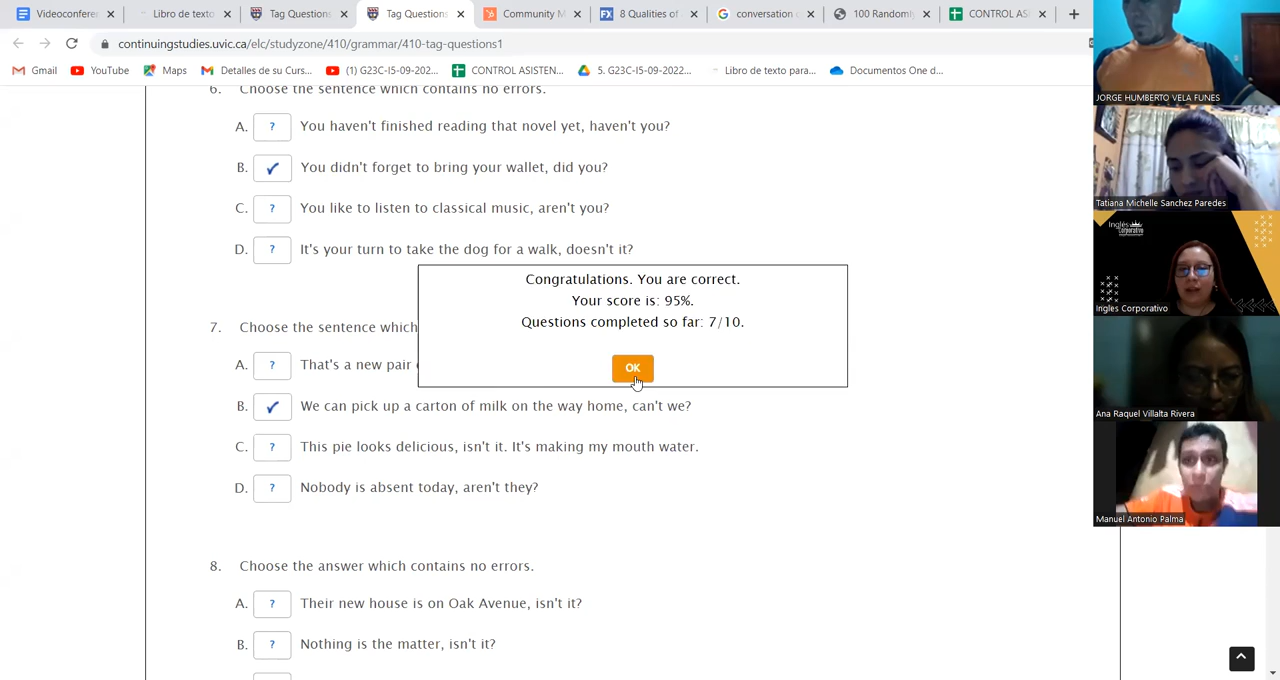 Videoconferen
Libro de texto
Tag Questions
Tag Questions
Community M
8 Qualities of
conversation c
100 Randomly
CONTROL AS
continuingstudies.uvic.ca/elc/studyzone/410/grammar/410-tag-questions1
Gmail
YouTube
Maps
Detalles de su Curs...
(1) G23C-I5-09-202...
CONTROL ASISTEN...
5. G23C-I5-09-2022...
Libro de texto para...
Documentos One d...
6. Choose the sentence which contains no errors.
A. ? You haven't finished reading that novel yet, haven't you?
B. ✓ You didn't forget to bring your wallet, did you?
C. ? You like to listen to classical music, aren't you?
D. ? It's your turn to take the dog for a walk, doesn't it?
Congratulations. You are correct.
Your score is: 95%.
Questions completed so far: 7/10.
OK
7. Choose the sentence which
A. ? That's a new pair
B. ✓ We can pick up a carton of milk on the way home, can't we?
C. ? This pie looks delicious, isn't it. It's making my mouth water.
D. ? Nobody is absent today, aren't they?
8. Choose the answer which contains no errors.
A. ? Their new house is on Oak Avenue, isn't it?
B. ? Nothing is the matter, isn't it?
JORGE HUMBERTO VELA FUNES
Tatiana Michelle Sanchez Paredes
Inglés
Corporativo
Ingles Corporativo
Ana Raquel Villalta Rivera
Manuel Antonio Palma